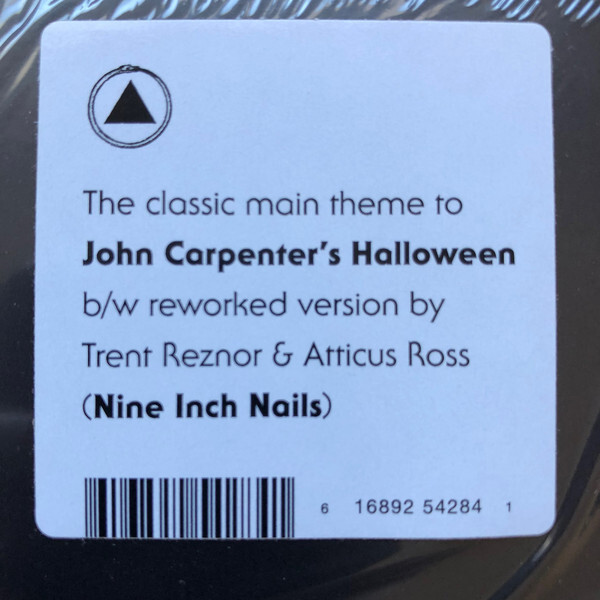 The classic main theme to
John Carpenter's Halloween
b/w reworked version by
Trent Reznor & Atticus Ross
(Nine Inch Nails)
6 16892 54284 1